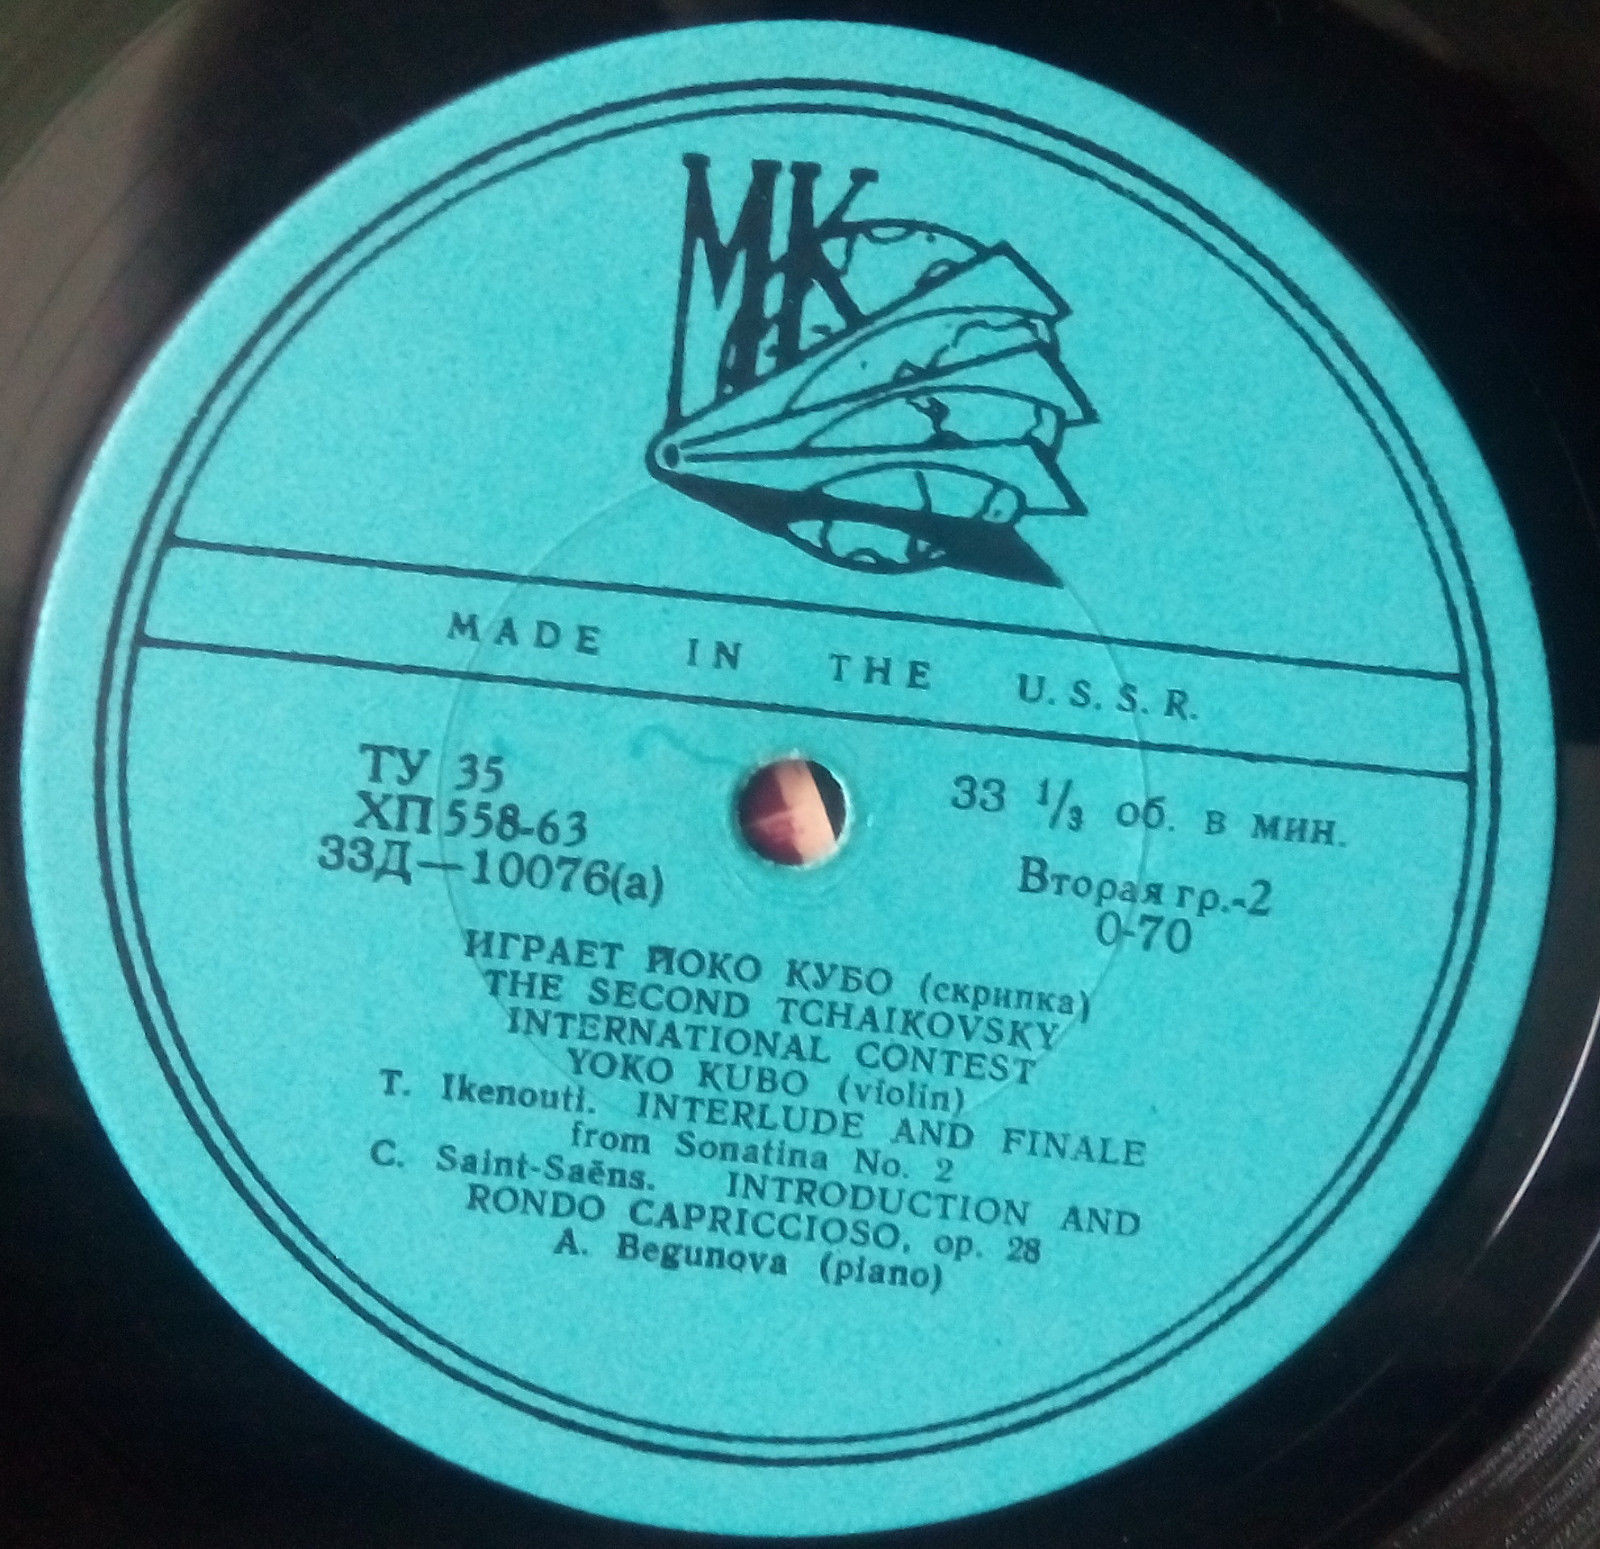 МК
MADE IN THE U.S.S.R.
ТУ 35
ХП 558-63
33Д—10076(а)
33 1/3 об. в мин.
Вторая гр.-2
0-70
ИГРАЕТ ЙОКО КУБО (скрипка)
THE SECOND TCHAIKOVSKY
INTERNATIONAL CONTEST
YOKO KUBO (violin)
T. Ikenouti. INTERLUDE AND FINALE
from Sonatina No. 2
C. Saint-Saëns. INTRODUCTION AND
RONDO CAPRICCIOSO, op. 28
A. Begunova (piano)